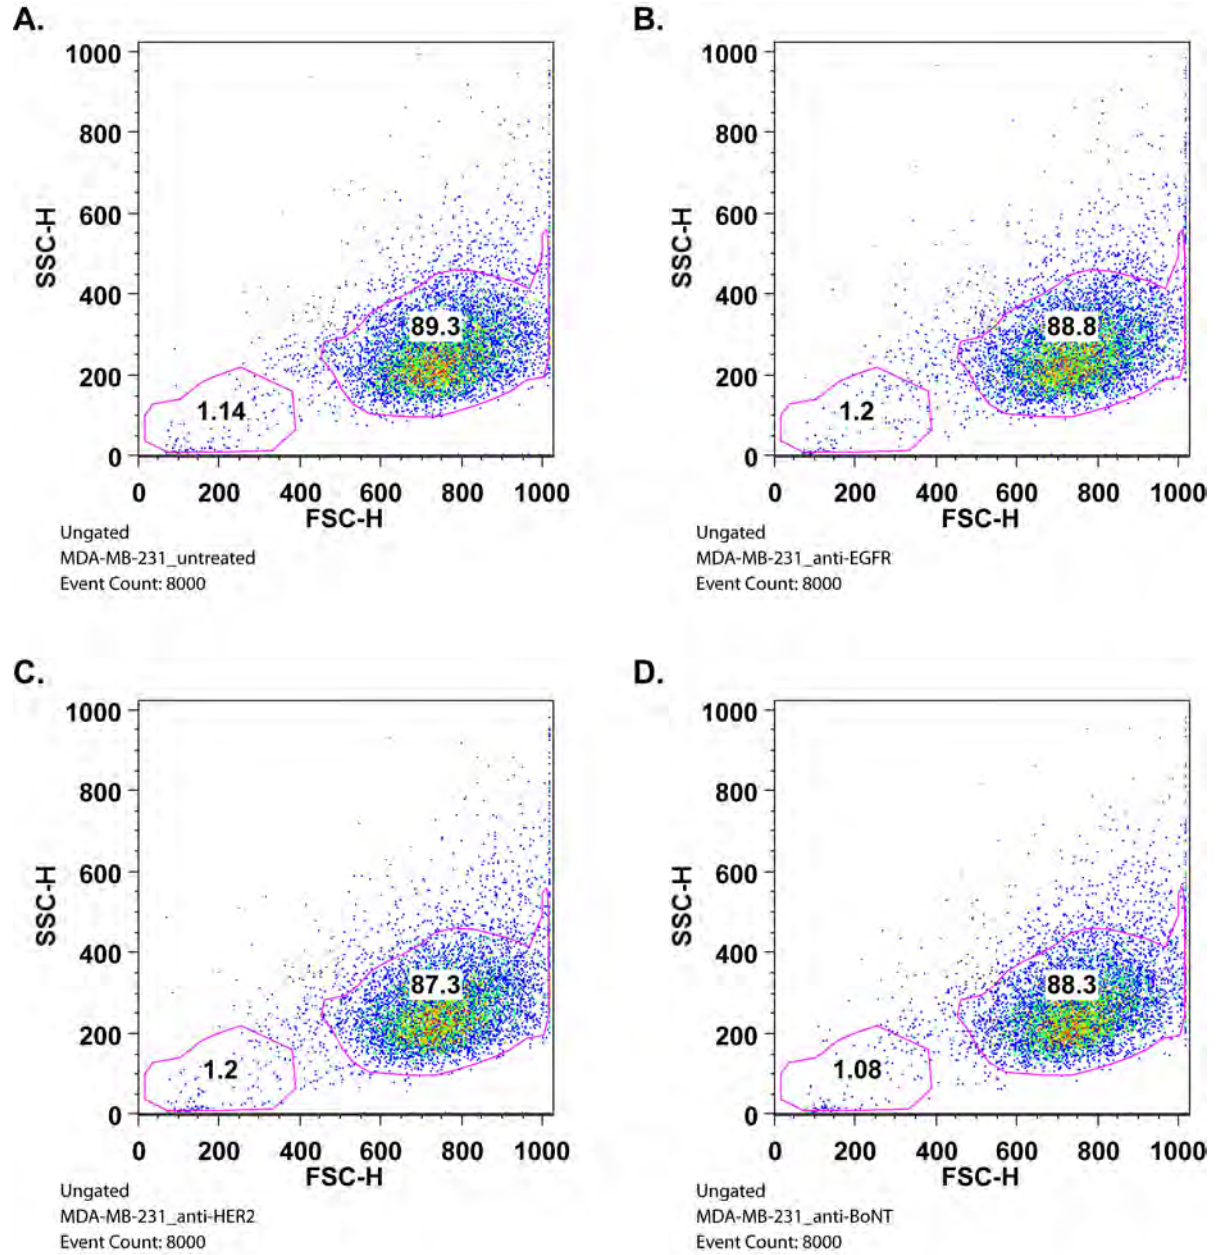 A.
1000
800
600
400
200
0
SSC-H
89.3
1.14
0 200 400 600 800 1000
FSC-H
Ungated
MDA-MB-231_untreated
Event Count: 8000
B.
1000
800
600
400
200
0
SSC-H
88.8
1.2
0 200 400 600 800 1000
FSC-H
Ungated
MDA-MB-231_anti-EGFR
Event Count: 8000
C.
1000
800
600
400
200
0
SSC-H
87.3
1.2
0 200 400 600 800 1000
FSC-H
Ungated
MDA-MB-231_anti-HER2
Event Count: 8000
D.
1000
800
600
400
200
0
SSC-H
88.3
1.08
0 200 400 600 800 1000
FSC-H
Ungated
MDA-MB-231_anti-BoNT
Event Count: 8000